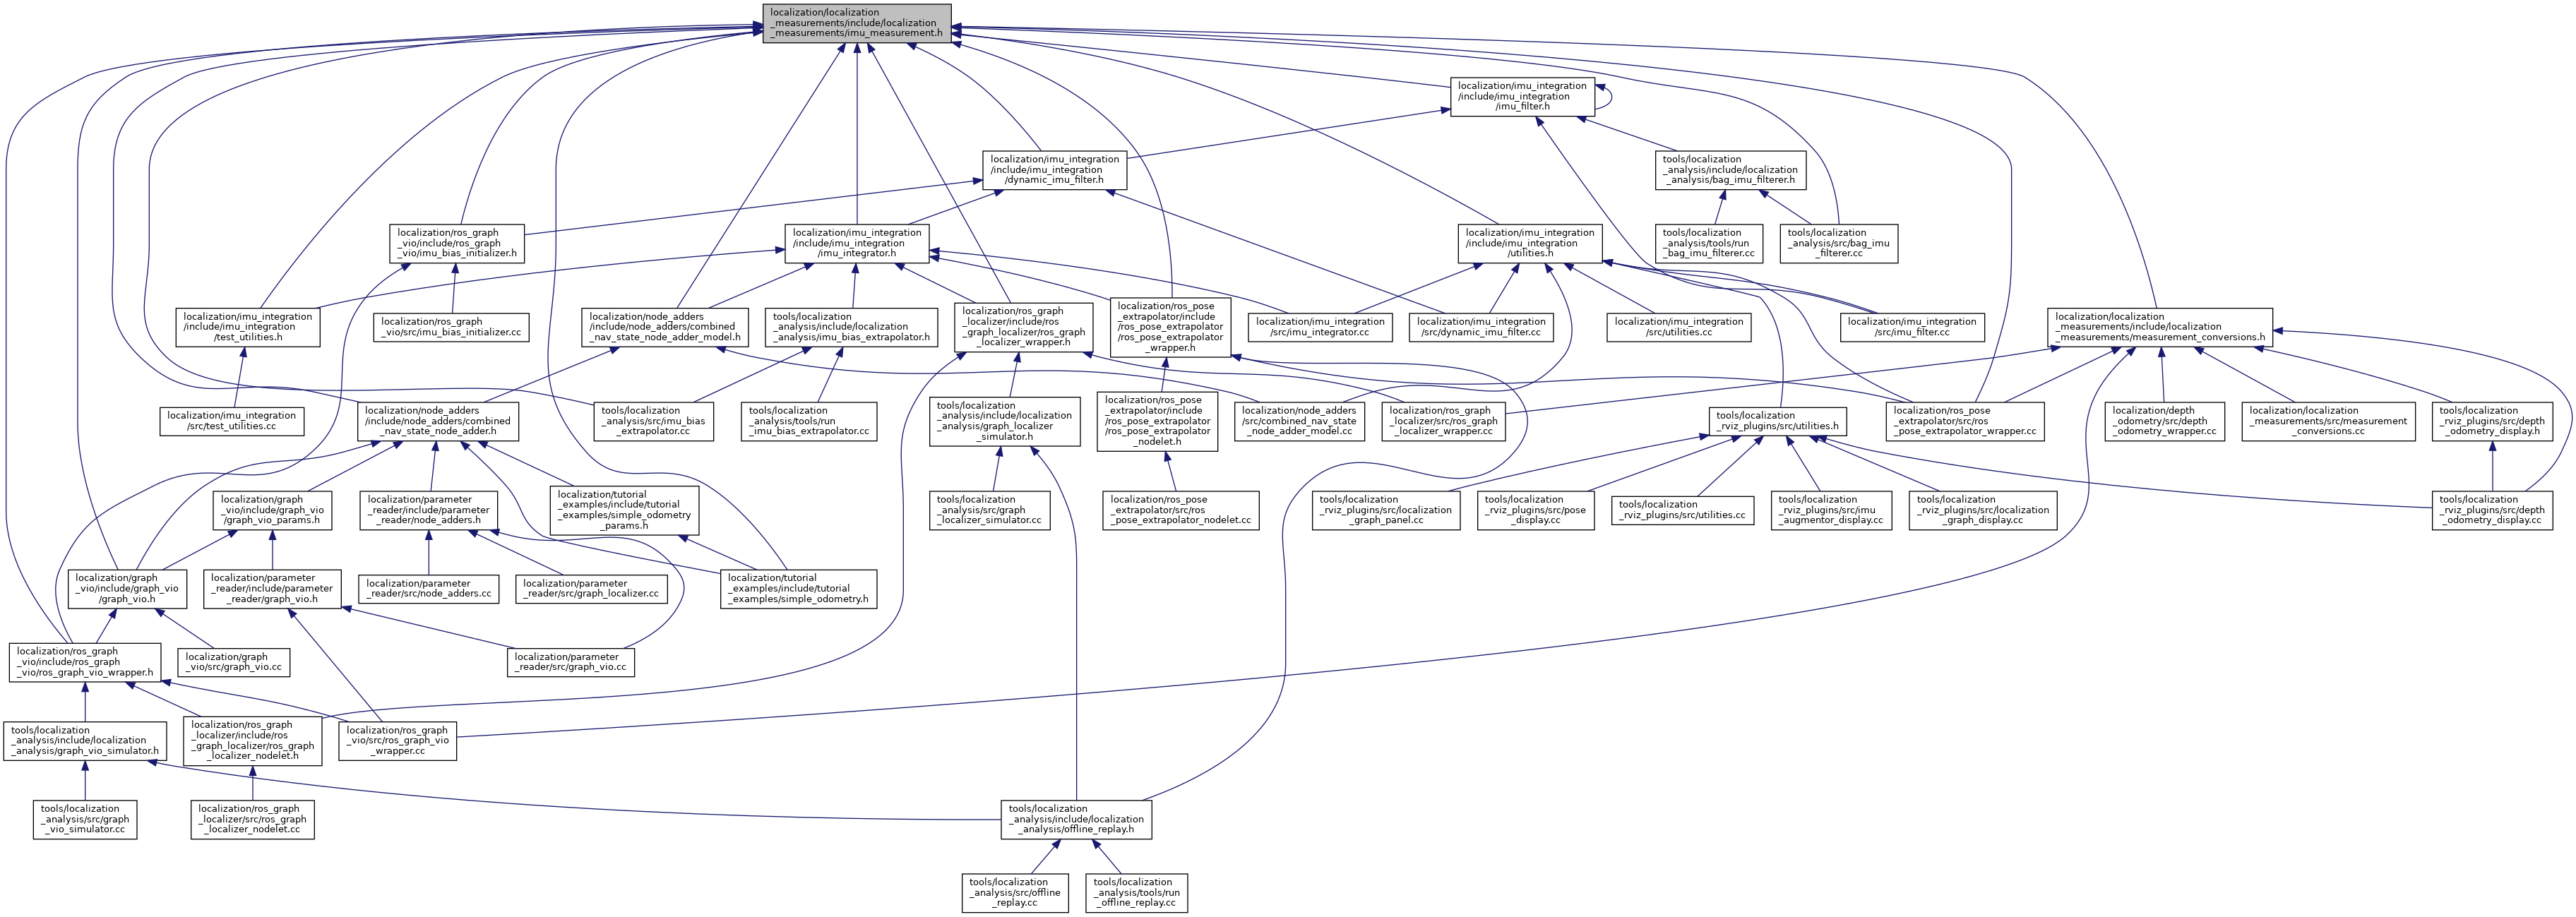 localization/localization
_measurements/include/localization
_measurements/imu_measurement.h
localization/imu_integration
/include/imu_integration
/imu_filter.h
localization/imu_integration
/include/imu_integration
/dynamic_imu_filter.h
tools/localization
_analysis/include/localization
_analysis/bag_imu_filterer.h
localization/ros_graph
_vio/include/ros_graph
_vio/imu_bias_initializer.h
localization/imu_integration
/include/imu_integration
/imu_integrator.h
localization/imu_integration
/include/imu_integration
/utilities.h
tools/localization
_analysis/tools/run
_bag_imu_filterer.cc
tools/localization
_analysis/src/bag_imu
_filterer.cc
localization/imu_integration
/include/imu_integration
/test_utilities.h
localization/ros_graph
_vio/src/imu_bias_initializer.cc
localization/node_adders
/include/node_adders/combined
_nav_state_node_adder_model.h
tools/localization
_analysis/include/localization
_analysis/imu_bias_extrapolator.h
localization/ros_graph
_localizer/include/ros
_graph_localizer/ros_graph
_localizer_wrapper.h
localization/ros_pose
_extrapolator/include
/ros_pose_extrapolator
/ros_pose_extrapolator
_wrapper.h
localization/imu_integration
/src/imu_integrator.cc
localization/imu_integration
/src/dynamic_imu_filter.cc
localization/imu_integration
/src/utilities.cc
localization/imu_integration
/src/imu_filter.cc
localization/localization
_measurements/include/localization
_measurements/measurement_conversions.h
localization/imu_integration
/src/test_utilities.cc
localization/node_adders
/include/node_adders/combined
_nav_state_node_adder.h
tools/localization
_analysis/src/imu_bias
_extrapolator.cc
tools/localization
_analysis/tools/run
_imu_bias_extrapolator.cc
tools/localization
_analysis/include/localization
_analysis/graph_localizer
_simulator.h
localization/ros_pose
_extrapolator/include
/ros_pose_extrapolator
/ros_pose_extrapolator
_nodelet.h
localization/node_adders
/src/combined_nav_state
_node_adder_model.cc
localization/ros_graph
_localizer/src/ros_graph
_localizer_wrapper.cc
tools/localization
_rviz_plugins/src/utilities.h
localization/ros_pose
_extrapolator/src/ros
_pose_extrapolator_wrapper.cc
localization/depth
_odometry/src/depth
_odometry_wrapper.cc
localization/localization
_measurements/src/measurement
_conversions.cc
tools/localization
_rviz_plugins/src/depth
_odometry_display.h
localization/graph
_vio/include/graph_vio
/graph_vio_params.h
localization/parameter
_reader/include/parameter
_reader/node_adders.h
localization/tutorial
_examples/include/tutorial
_examples/simple_odometry
_params.h
tools/localization
_analysis/src/graph
_localizer_simulator.cc
localization/ros_pose
_extrapolator/src/ros
_pose_extrapolator_nodelet.cc
tools/localization
_rviz_plugins/src/localization
_graph_panel.cc
tools/localization
_rviz_plugins/src/pose
_display.cc
tools/localization
_rviz_plugins/src/utilities.cc
tools/localization
_rviz_plugins/src/imu
_augmentor_display.cc
tools/localization
_rviz_plugins/src/localization
_graph_display.cc
tools/localization
_rviz_plugins/src/depth
_odometry_display.cc
localization/graph
_vio/include/graph_vio
/graph_vio.h
localization/parameter
_reader/include/parameter
_reader/graph_vio.h
localization/parameter
_reader/src/node_adders.cc
localization/parameter
_reader/src/graph_localizer.cc
localization/tutorial
_examples/include/tutorial
_examples/simple_odometry.h
localization/ros_graph
_vio/include/ros_graph
_vio/ros_graph_vio_wrapper.h
localization/graph
_vio/src/graph_vio.cc
localization/parameter
_reader/src/graph_vio.cc
tools/localization
_analysis/include/localization
_analysis/graph_vio_simulator.h
localization/ros_graph
_localizer/include/ros
_graph_localizer/ros_graph
_localizer_nodelet.h
localization/ros_graph
_vio/src/ros_graph_vio
_wrapper.cc
tools/localization
_analysis/src/graph
_vio_simulator.cc
localization/ros_graph
_localizer/src/ros_graph
_localizer_nodelet.cc
tools/localization
_analysis/include/localization
_analysis/offline_replay.h
tools/localization
_analysis/src/offline
_replay.cc
tools/localization
_analysis/tools/run
_offline_replay.cc